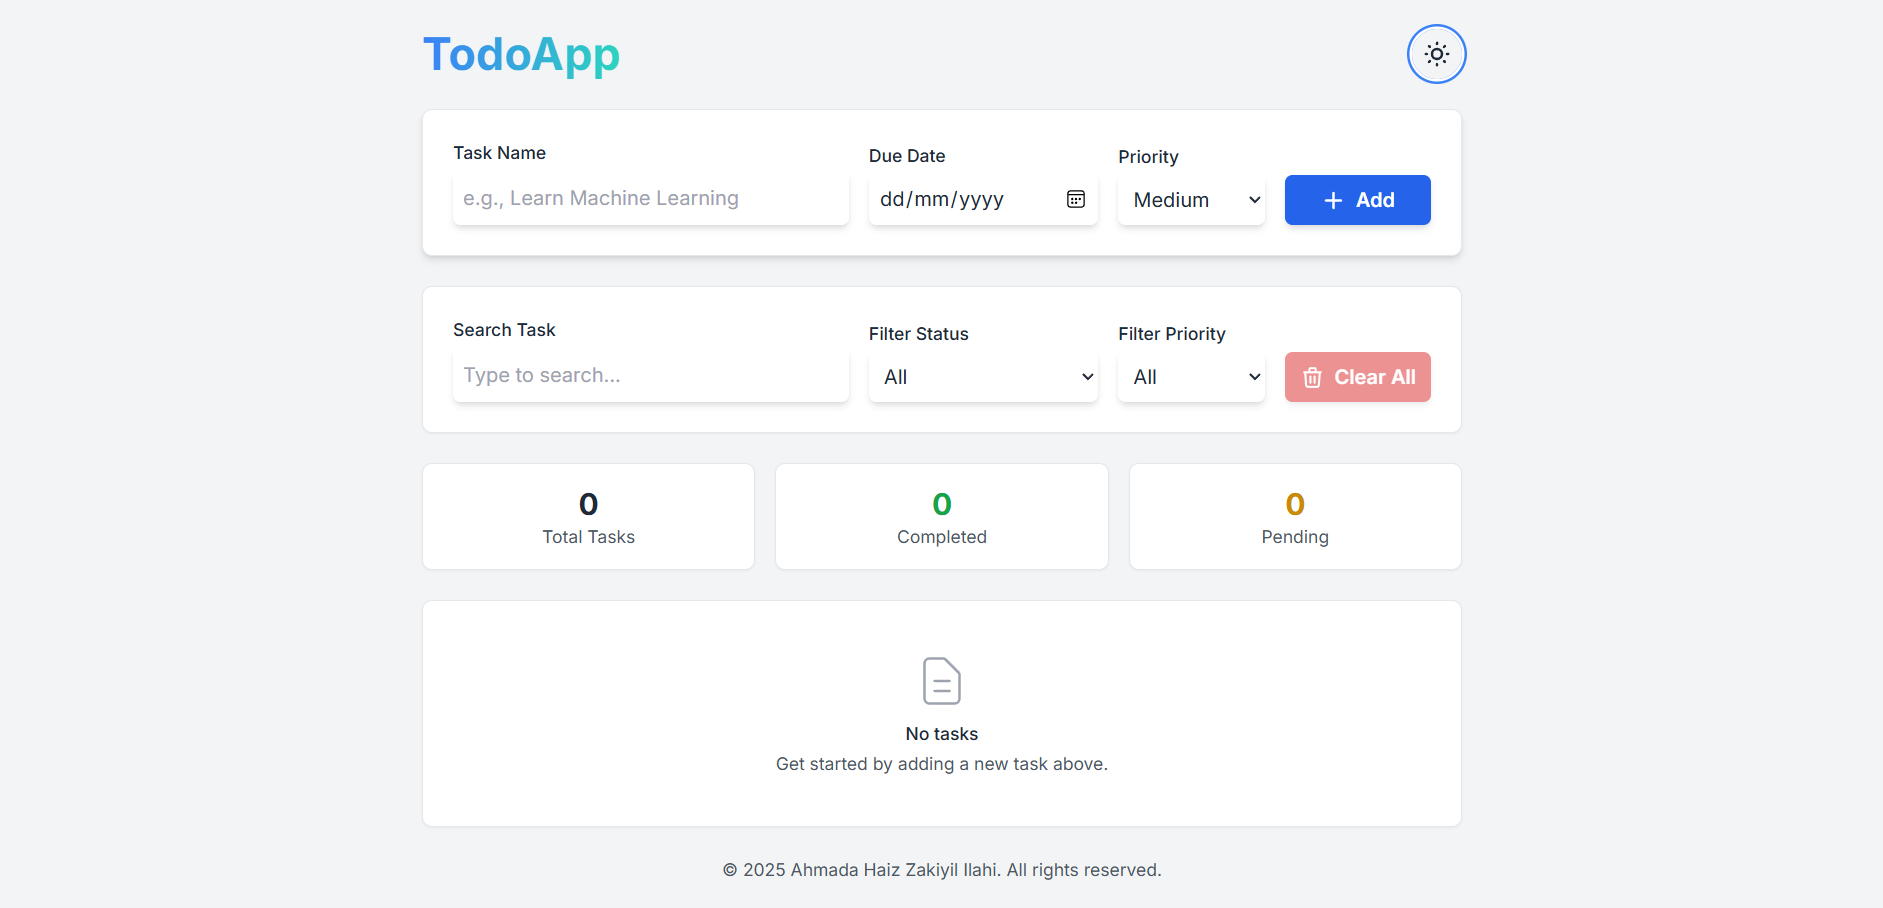 TodoApp
Task Name
Due Date
Priority
e.g., Learn Machine Learning
dd/mm/yyyy
Medium
Add
Search Task
Filter Status
Filter Priority
Type to search...
All
All
Clear All
0
Total Tasks
0
Completed
0
Pending
No tasks
Get started by adding a new task above.
© 2025 Ahmada Haiz Zakiyil Ilahi. All rights reserved.